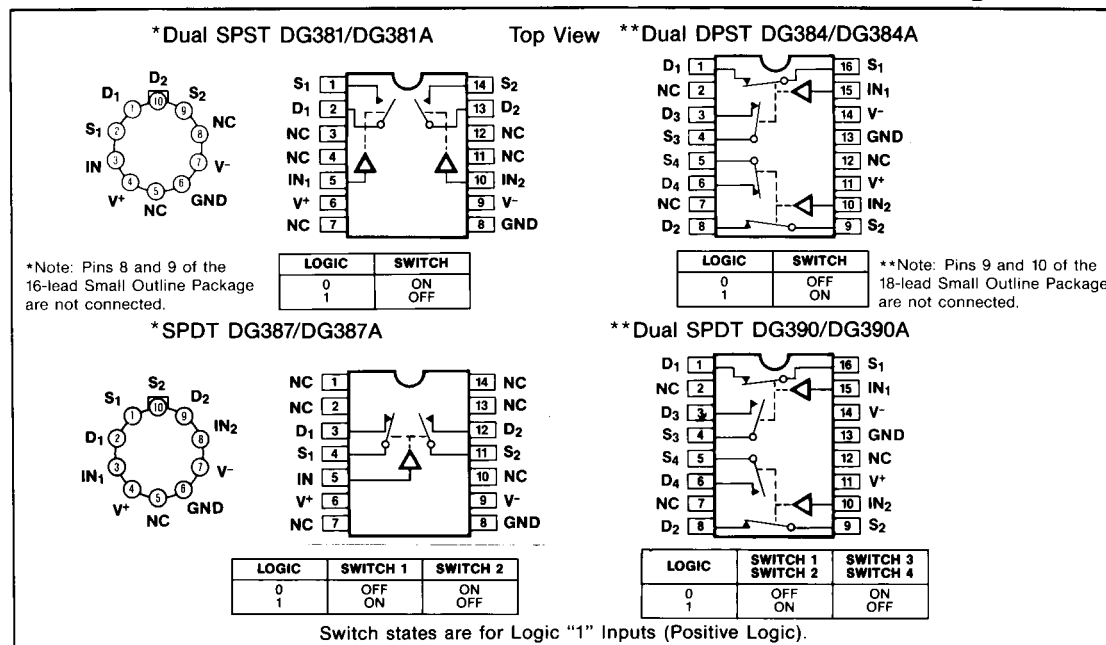 *Dual SPST DG381/DG381A
Top View
**Dual DPST DG384/DG384A
D2
D1 10 S2
1 9
S1 2 8 NC
IN 3 7 V-
4 5 6
V+ NC GND
S1 1 14 S2
D1 2 13 D2
NC 3 12 NC
NC 4 11 NC
IN1 5 10 IN2
V+ 6 9 V-
NC 7 8 GND
D1 1 16 S1
NC 2 15 IN1
D3 3 14 V-
S3 4 13 GND
S4 5 12 NC
D4 6 11 V+
NC 7 10 IN2
D2 8 9 S2
*Note: Pins 8 and 9 of the
16-lead Small Outline Package
are not connected.
LOGIC SWITCH
0 ON
1 OFF
LOGIC SWITCH
0 OFF
1 ON
**Note: Pins 9 and 10 of the
18-lead Small Outline Package
are not connected.
*SPDT DG387/DG387A
**Dual SPDT DG390/DG390A
S2
S1 10 D2
1 9
D1 2 8 IN2
IN1 3 7 V-
4 5 6
V+ NC GND
NC 1 14 NC
NC 2 13 NC
D1 3 12 D2
S1 4 11 S2
IN 5 10 NC
V+ 6 9 V-
NC 7 8 GND
D1 1 16 S1
NC 2 15 IN1
D3 3 14 V-
S3 4 13 GND
S4 5 12 NC
D4 6 11 V+
NC 7 10 IN2
D2 8 9 S2
LOGIC SWITCH 1 SWITCH 2
0 OFF ON
1 ON OFF
LOGIC SWITCH 1 SWITCH 3
SWITCH 2 SWITCH 4
0 OFF ON
1 ON OFF
Switch states are for Logic "1" Inputs (Positive Logic).